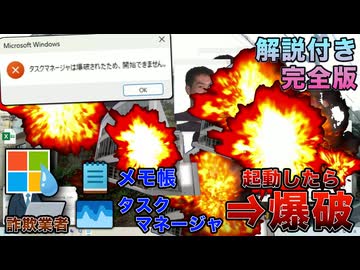 Microsoft Windows
タスクマネージャは爆破されたため、開始できません。
OK
解説付き
完全版
メモ帳
タスク
マネージャ
詐欺業者
起動したら
⇒爆破